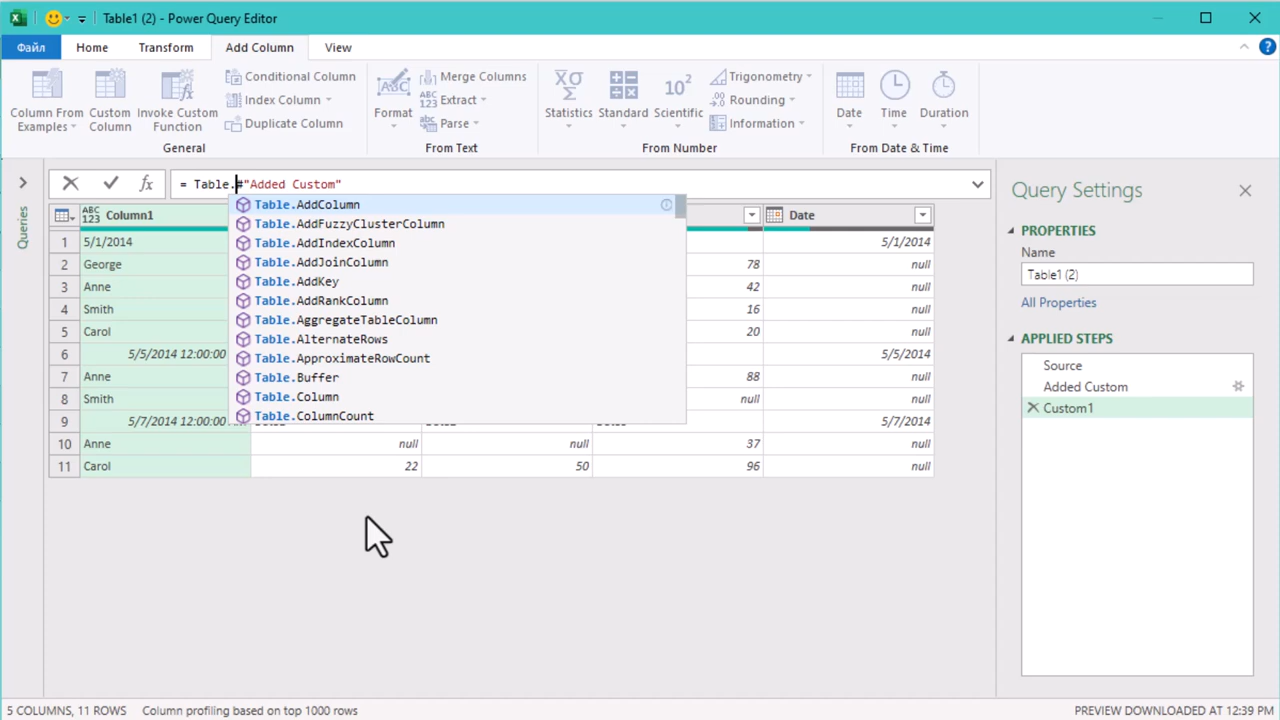 Table1 (2) - Power Query Editor
Файл Home Transform Add Column View
Column From Examples
Custom Column
Invoke Custom Function
Conditional Column
Index Column
Duplicate Column
General
Format
Merge Columns
ABC 123 Extract
Parse
From Text
Statistics
Standard
10² Scientific
Trigonometry
Rounding
Information
From Number
Date
Time
Duration
From Date & Time
Queries
= Table.#"Added Custom"
Table.AddColumn
Table.AddFuzzyClusterColumn
Table.AddIndexColumn
Table.AddJoinColumn
Table.AddKey
Table.AddRankColumn
Table.AggregateTableColumn
Table.AlternateRows
Table.ApproximateRowCount
Table.Buffer
Table.Column
Table.ColumnCount
ABC 123 Column1 Date
1 5/1/2014 5/1/2014
2 George 78 null
3 Anne 42 null
4 Smith 16 null
5 Carol 20 null
6 5/5/2014 12:00:00 5/5/2014
7 Anne 88 null
8 Smith null null
9 5/7/2014 12:00:00 5/7/2014
10 Anne null null 37 null
11 Carol 22 50 96 null
Query Settings
PROPERTIES
Name
Table1 (2)
All Properties
APPLIED STEPS
Source
Added Custom
Custom1
5 COLUMNS, 11 ROWS Column profiling based on top 1000 rows PREVIEW DOWNLOADED AT 12:39 PM